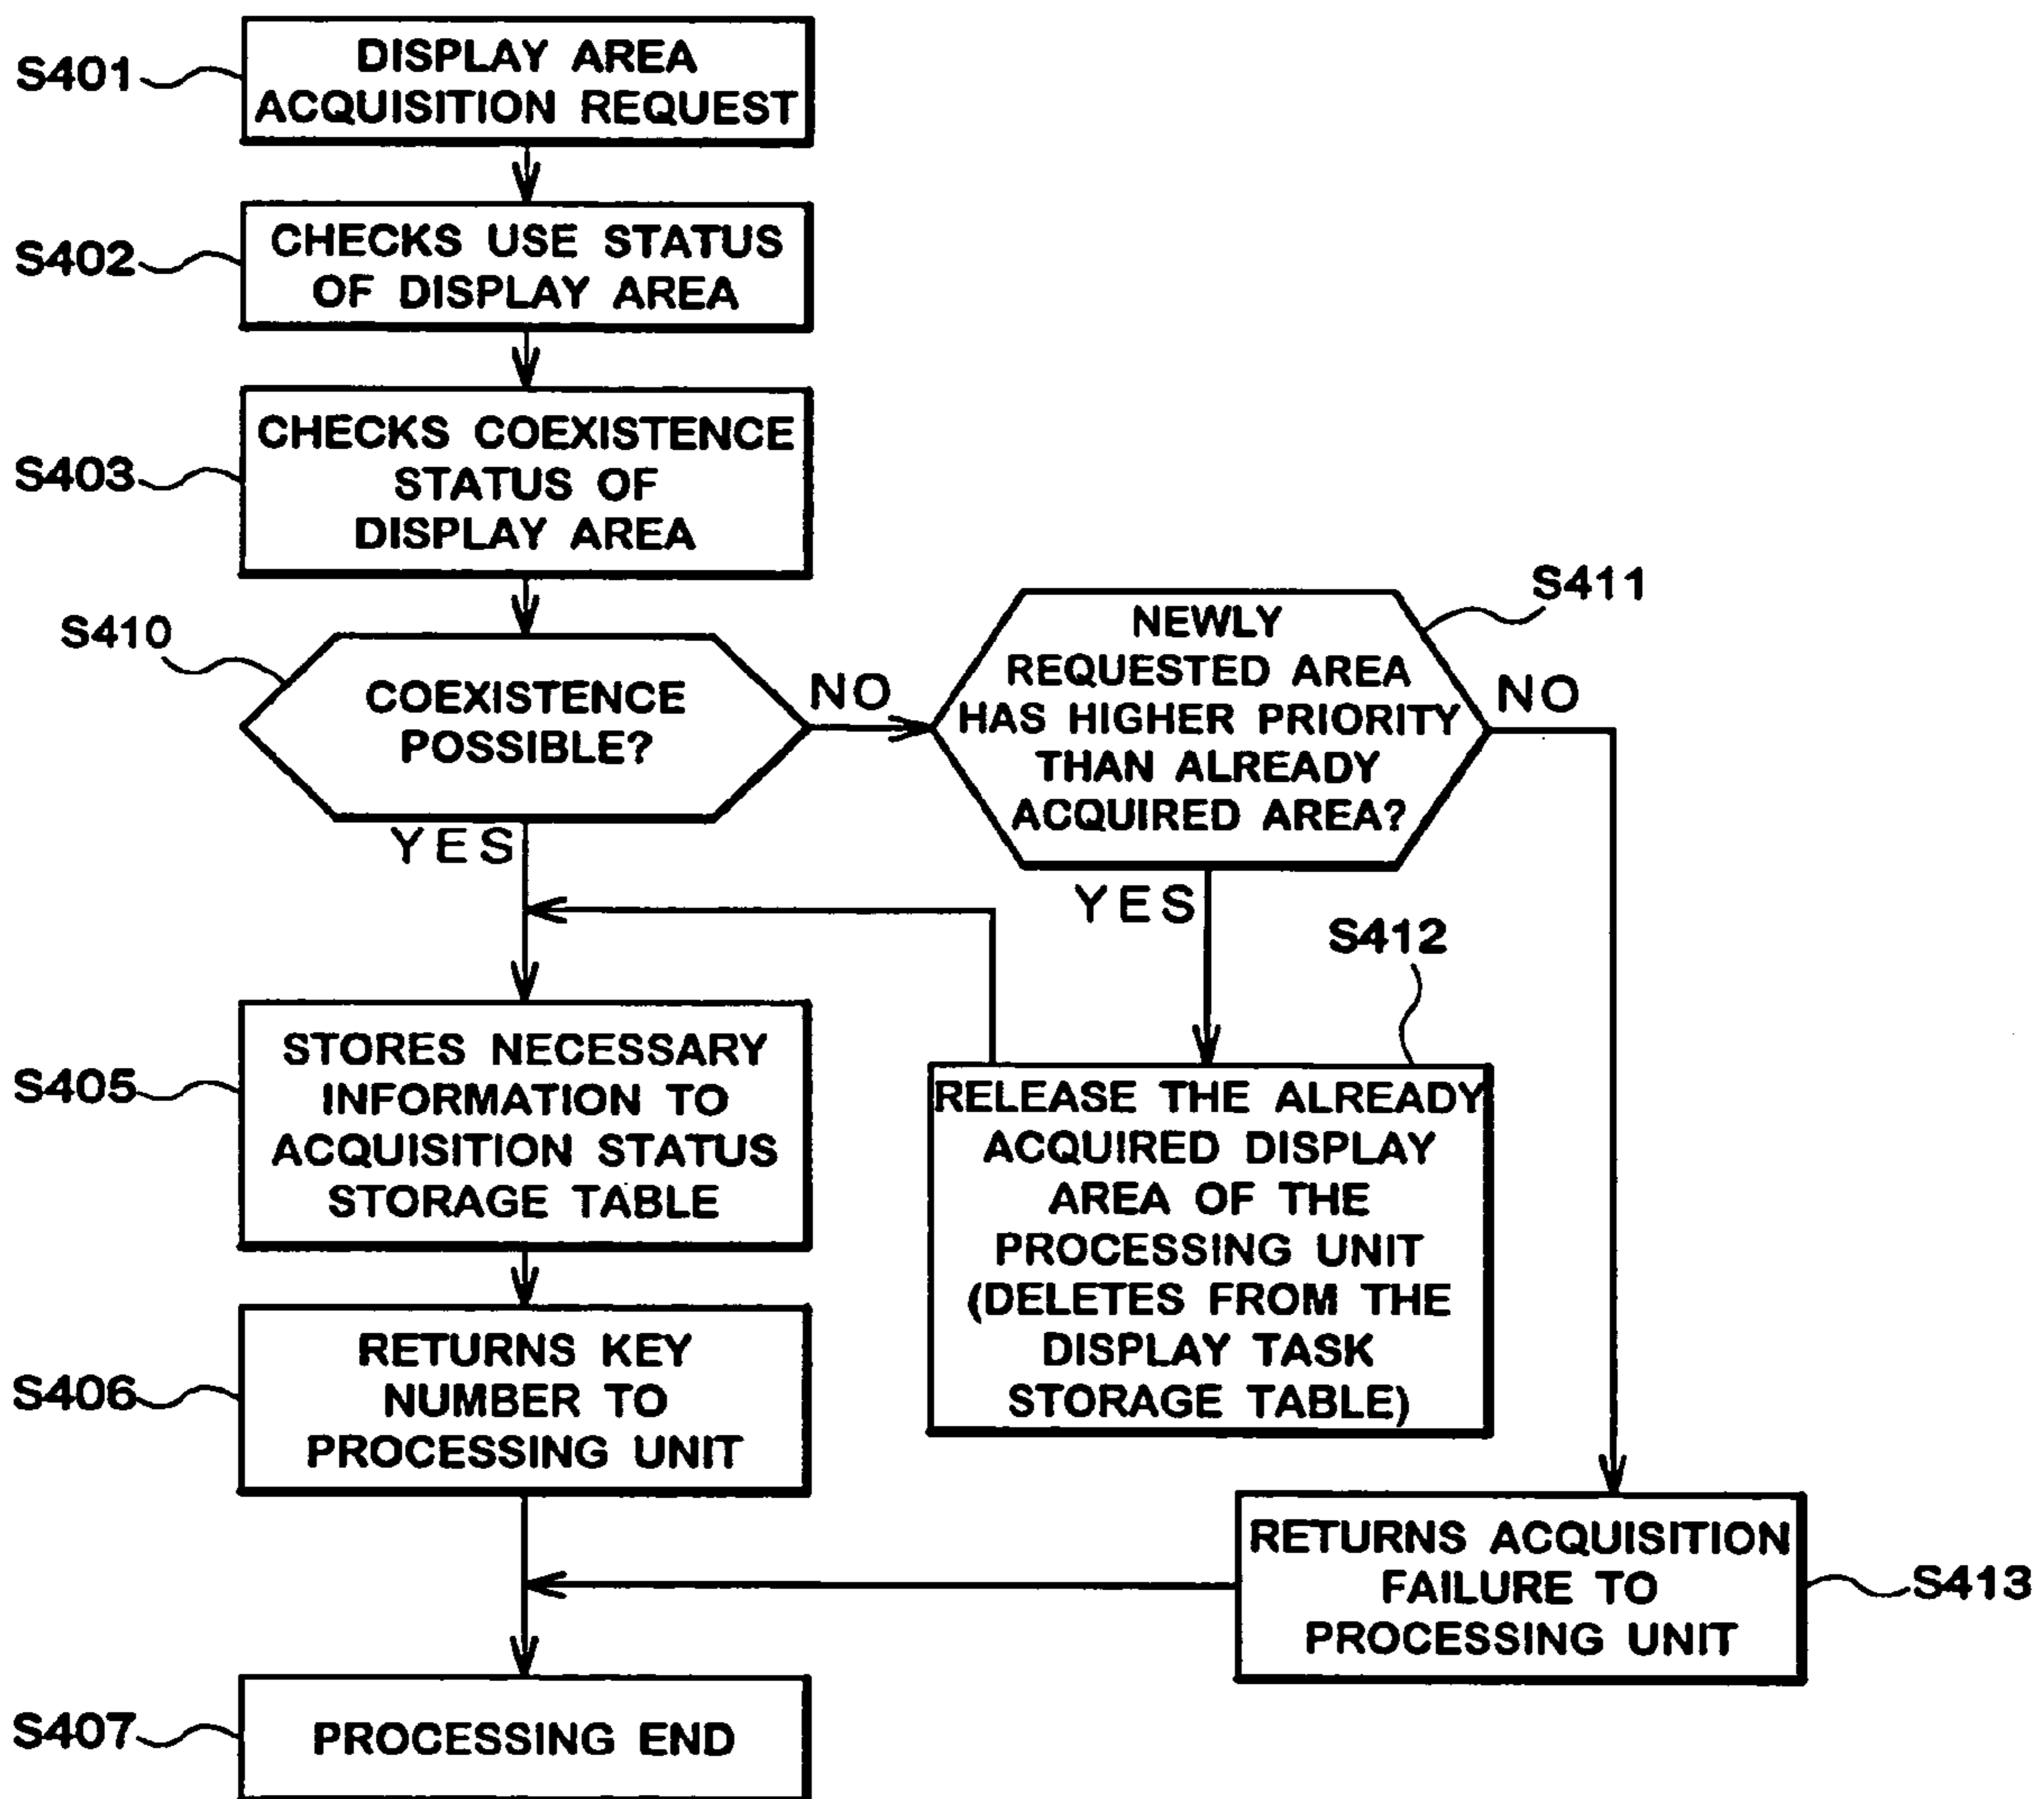 S401
DISPLAY AREA
ACQUISITION REQUEST
S402
CHECKS USE STATUS
OF DISPLAY AREA
S403
CHECKS COEXISTENCE
STATUS OF
DISPLAY AREA
S410
COEXISTENCE
POSSIBLE?
NO
YES
S411
NEWLY
REQUESTED AREA
HAS HIGHER PRIORITY
THAN ALREADY
ACQUIRED AREA?
NO
YES
S412
RELEASE THE ALREADY
ACQUIRED DISPLAY
AREA OF THE
PROCESSING UNIT
(DELETES FROM THE
DISPLAY TASK
STORAGE TABLE)
S405
STORES NECESSARY
INFORMATION TO
ACQUISITION STATUS
STORAGE TABLE
S406
RETURNS KEY
NUMBER TO
PROCESSING UNIT
RETURNS ACQUISITION
FAILURE TO
PROCESSING UNIT
S413
S407
PROCESSING END